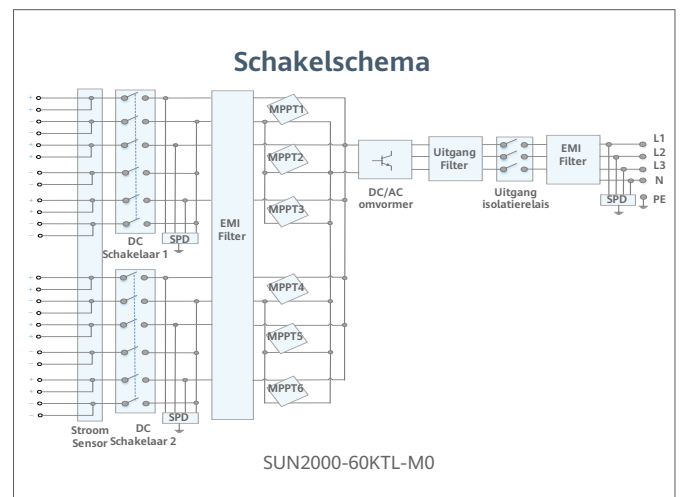 Schakelschema
MPPT1
MPPT2
MPPT3
MPPT4
MPPT5
MPPT6
EMI
Filter
DC
Schakelaar 1
SPD
DC
Schakelaar 2
SPD
Stroom
Sensor
DC/AC
omvormer
Uitgang
Filter
Uitgang
isolatierelais
EMI
Filter
SPD
L1
L2
L3
N
PE
SUN2000-60KTL-M0